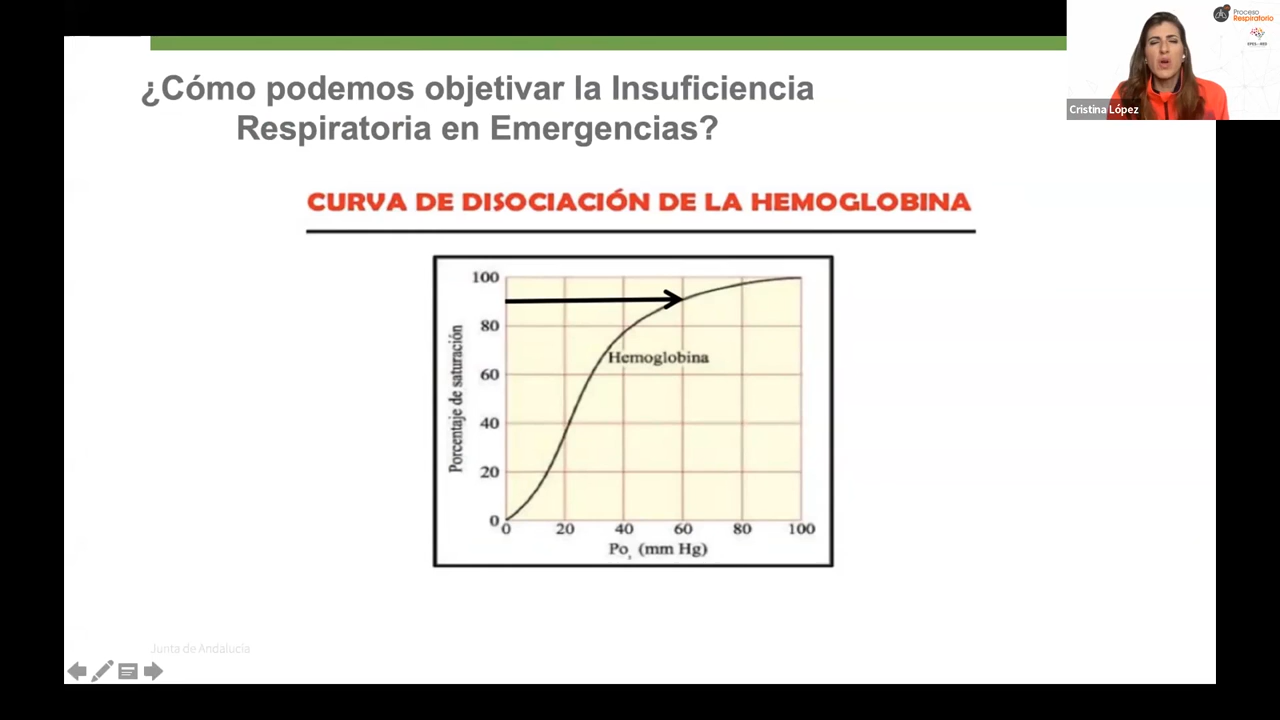 Proceso
Respiratorio
Cristina López
¿Cómo podemos objetivar la Insuficiencia
Respiratoria en Emergencias?
CURVA DE DISOCIACIÓN DE LA HEMOGLOBINA
Porcentaje de saturación
100
80
60
40
20
0
Hemoglobina
0 20 40 60 80 100
Po₂ (mm Hg)
Junta de Andalucia